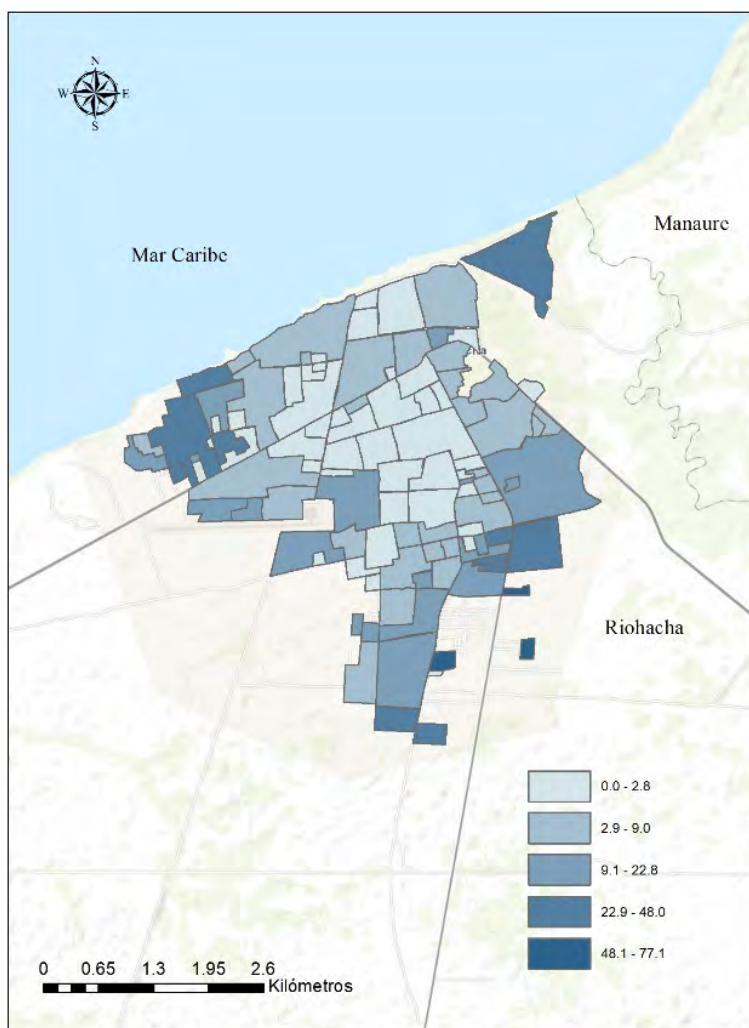 N
W E
S
Manaure
Mar Caribe
Riohacha
0.0 - 2.8
2.9 - 9.0
9.1 - 22.8
22.9 - 48.0
48.1 - 77.1
0 0.65 1.3 1.95 2.6
Kilómetros